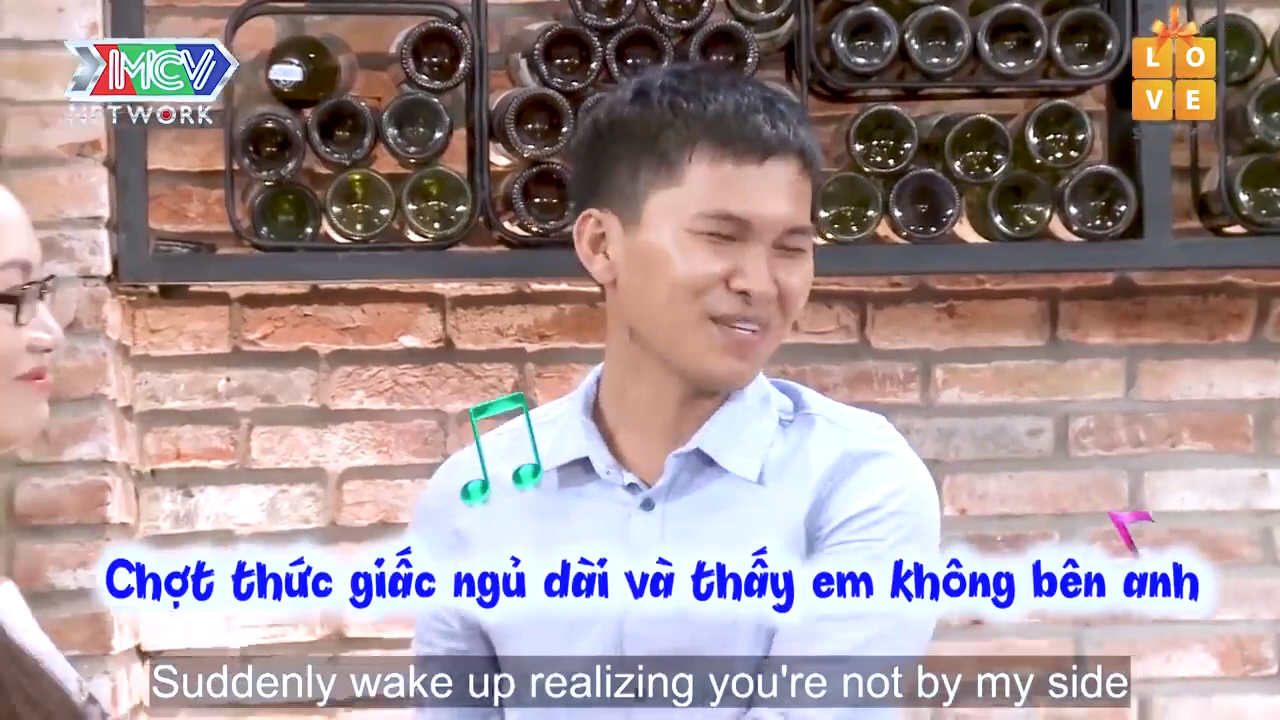 MCV
NETWORK
L O
V E
Chợt thức giấc ngủ dài và thấy em không bên anh
Suddenly wake up realizing you're not by my side